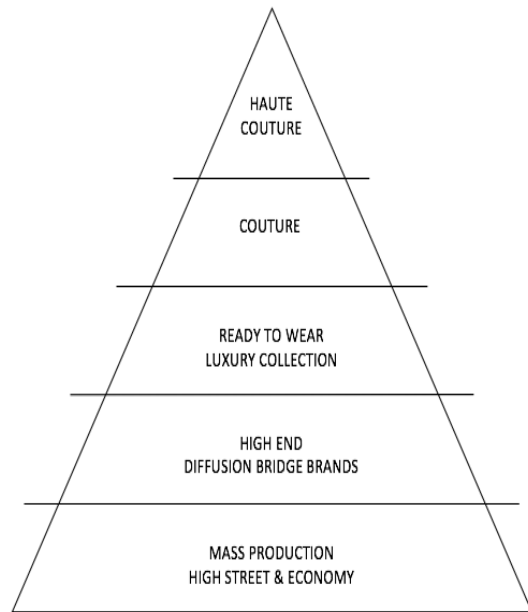 HAUTE
COUTURE
COUTURE
READY TO WEAR
LUXURY COLLECTION
HIGH END
DIFFUSION BRIDGE BRANDS
MASS PRODUCTION
HIGH STREET & ECONOMY